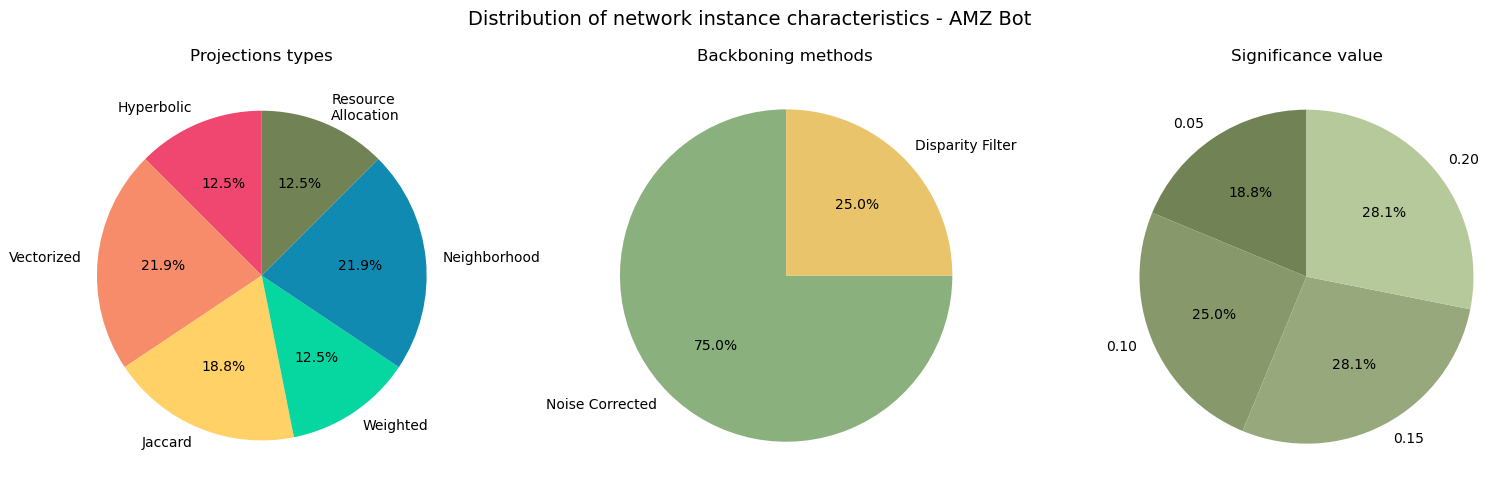 Distribution of network instance characteristics - AMZ Bot
Projections types
Hyperbolic
Resource
Allocation
12.5%
12.5%
Vectorized
21.9%
21.9%
Neighborhood
18.8%
12.5%
Jaccard
Weighted
Backboning methods
Disparity Filter
25.0%
75.0%
Noise Corrected
Significance value
0.05
0.20
18.8%
28.1%
25.0%
0.10
28.1%
0.15